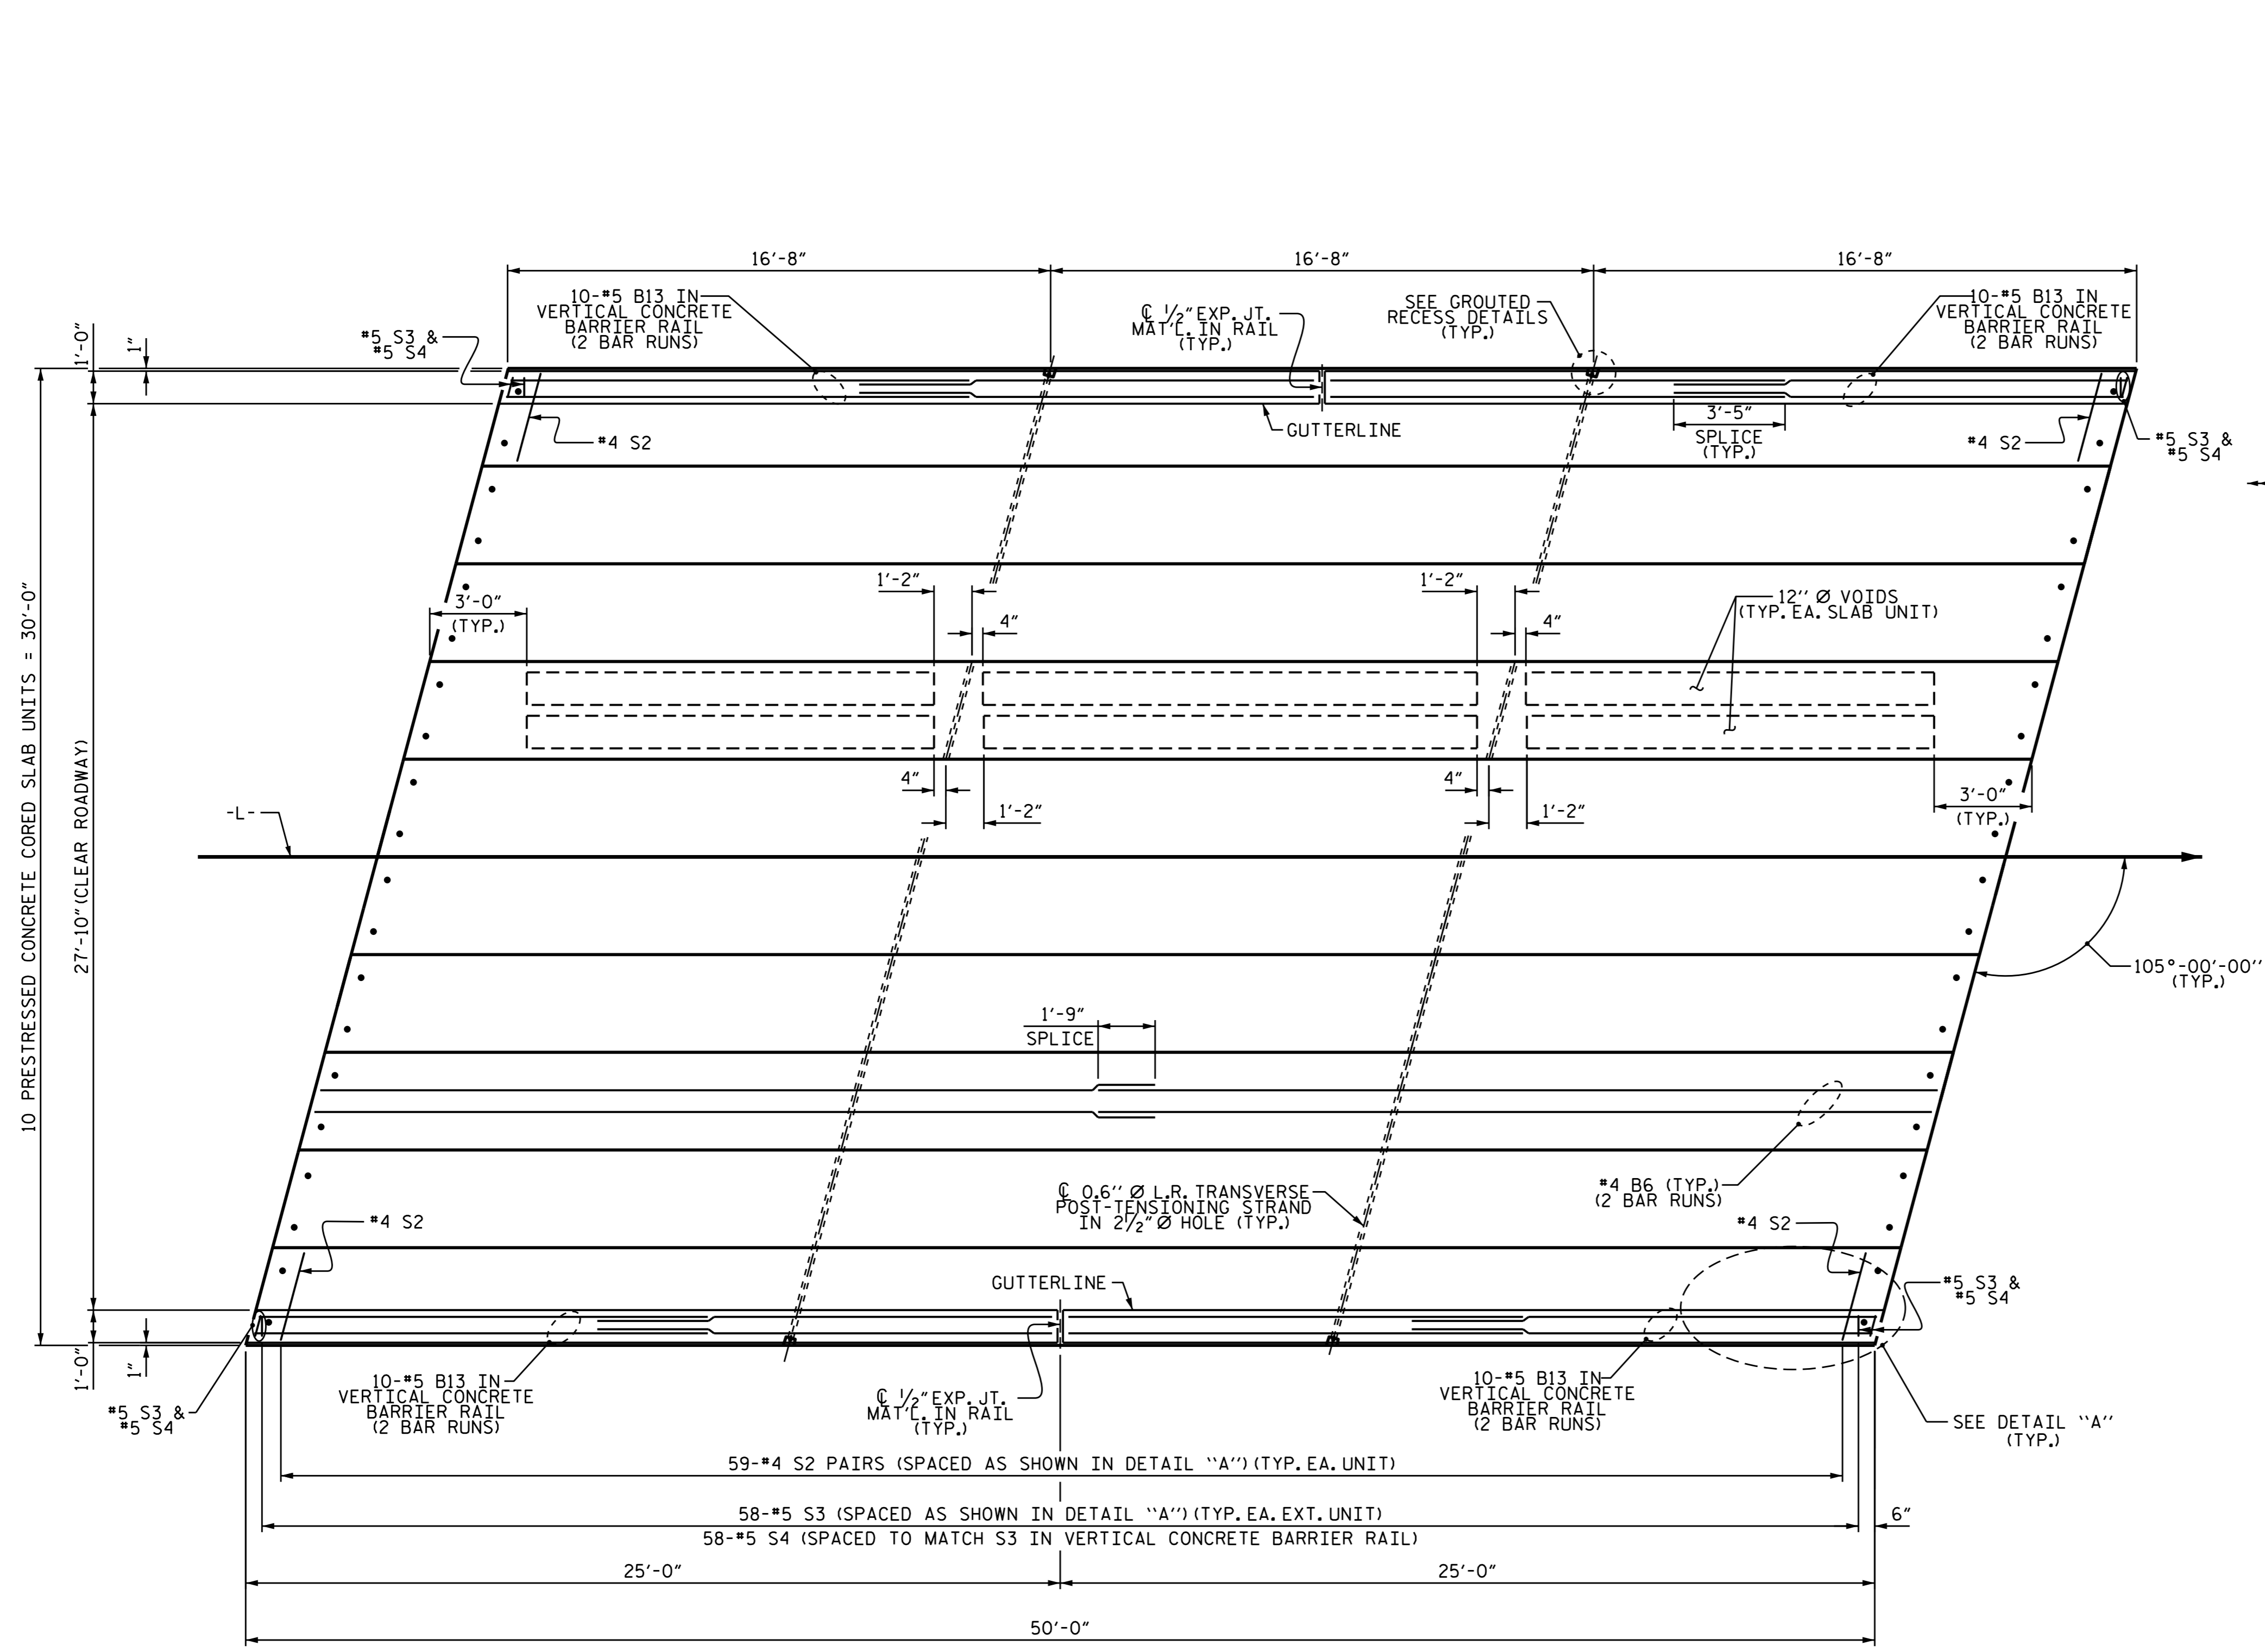 16'-8"
16'-8"
16'-8"
10-#5 B13 IN
VERTICAL CONCRETE
BARRIER RAIL
(2 BAR RUNS)
℄ 1/2" EXP. JT.
MAT'L. IN RAIL
(TYP.)
SEE GROUTED
RECESS DETAILS
(TYP.)
10-#5 B13 IN
VERTICAL CONCRETE
BARRIER RAIL
(2 BAR RUNS)
1'-0"
1"
#5 S3 &
#5 S4
#4 S2
GUTTERLINE
3'-5"
SPLICE
(TYP.)
#4 S2
#5 S3 &
#5 S4
1'-2"
1'-2"
3'-0"
(TYP.)
4"
4"
12'' Ø VOIDS
(TYP. EA. SLAB UNIT)
10 PRESTRESSED CONCRETE CORED SLAB UNITS = 30'-0"
27'-10" (CLEAR ROADWAY)
4"
1'-2"
4"
1'-2"
3'-0"
(TYP.)
-L-
105°-00'-00''
(TYP.)
1'-9"
SPLICE
℄ 0.6'' Ø L.R. TRANSVERSE
POST-TENSIONING STRAND
IN 2 1/2" Ø HOLE (TYP.)
#4 B6 (TYP.)
(2 BAR RUNS)
#4 S2
#4 S2
GUTTERLINE
#5 S3 &
#5 S4
1'-0"
1"
#5 S3 &
#5 S4
10-#5 B13 IN
VERTICAL CONCRETE
BARRIER RAIL
(2 BAR RUNS)
℄ 1/2" EXP. JT.
MAT'L. IN RAIL
(TYP.)
10-#5 B13 IN
VERTICAL CONCRETE
BARRIER RAIL
(2 BAR RUNS)
SEE DETAIL "A"
(TYP.)
59-#4 S2 PAIRS (SPACED AS SHOWN IN DETAIL "A") (TYP. EA. UNIT)
58-#5 S3 (SPACED AS SHOWN IN DETAIL "A") (TYP. EA. EXT. UNIT)
6"
58-#5 S4 (SPACED TO MATCH S3 IN VERTICAL CONCRETE BARRIER RAIL)
25'-0"
25'-0"
50'-0"